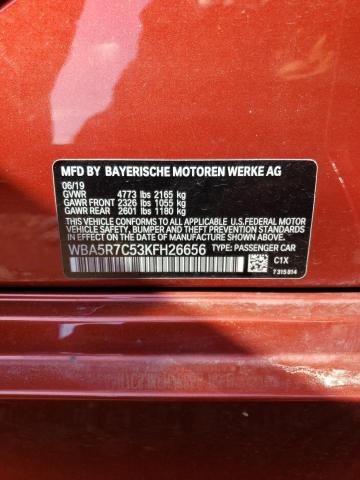 MFD BY BAYERISCHE MOTOREN WERKE AG
06/19
GVWR 4773 lbs 2165 kg
GAWR FRONT 2326 lbs 1055 kg
GAWR REAR 2601 lbs 1180 kg
THIS VEHICLE CONFORMS TO ALL APPLICABLE U.S.FEDERAL MOTOR
VEHICLE SAFETY, BUMPER AND THEFT PREVENTION STANDARDS IN
EFFECT ON THE DATE OF MANUFACTURE SHOWN ABOVE.
WBA5R7C53KFH26656 TYPE: PASSENGER CAR
C1X
7 315 814